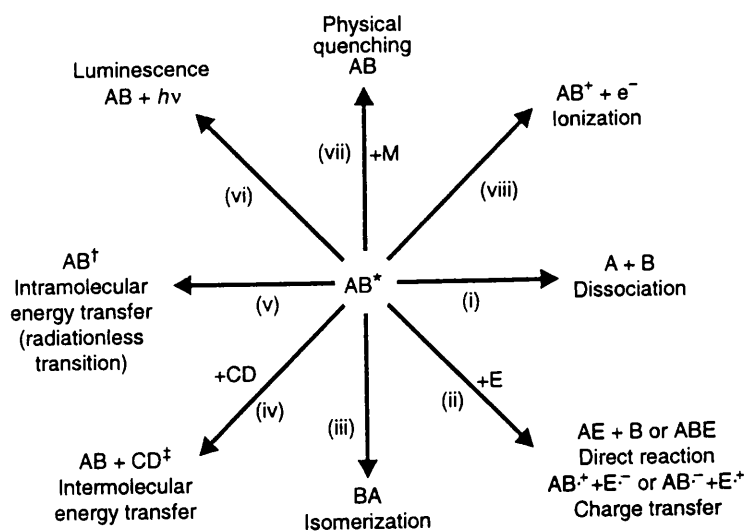 Physical
quenching
AB
Luminescence
AB + hν
AB⁺ + e⁻
Ionization
(vii) +M
(vi)
(viii)
AB†
Intramolecular
energy transfer
(radiationless
transition)
(v)
AB*
(i)
A + B
Dissociation
+CD
(iv)
(iii)
(ii)
+E
AB + CD‡
Intermolecular
energy transfer
BA
Isomerization
AE + B or ABE
Direct reaction
AB·⁺+E·⁻ or AB·⁻+E·⁺
Charge transfer